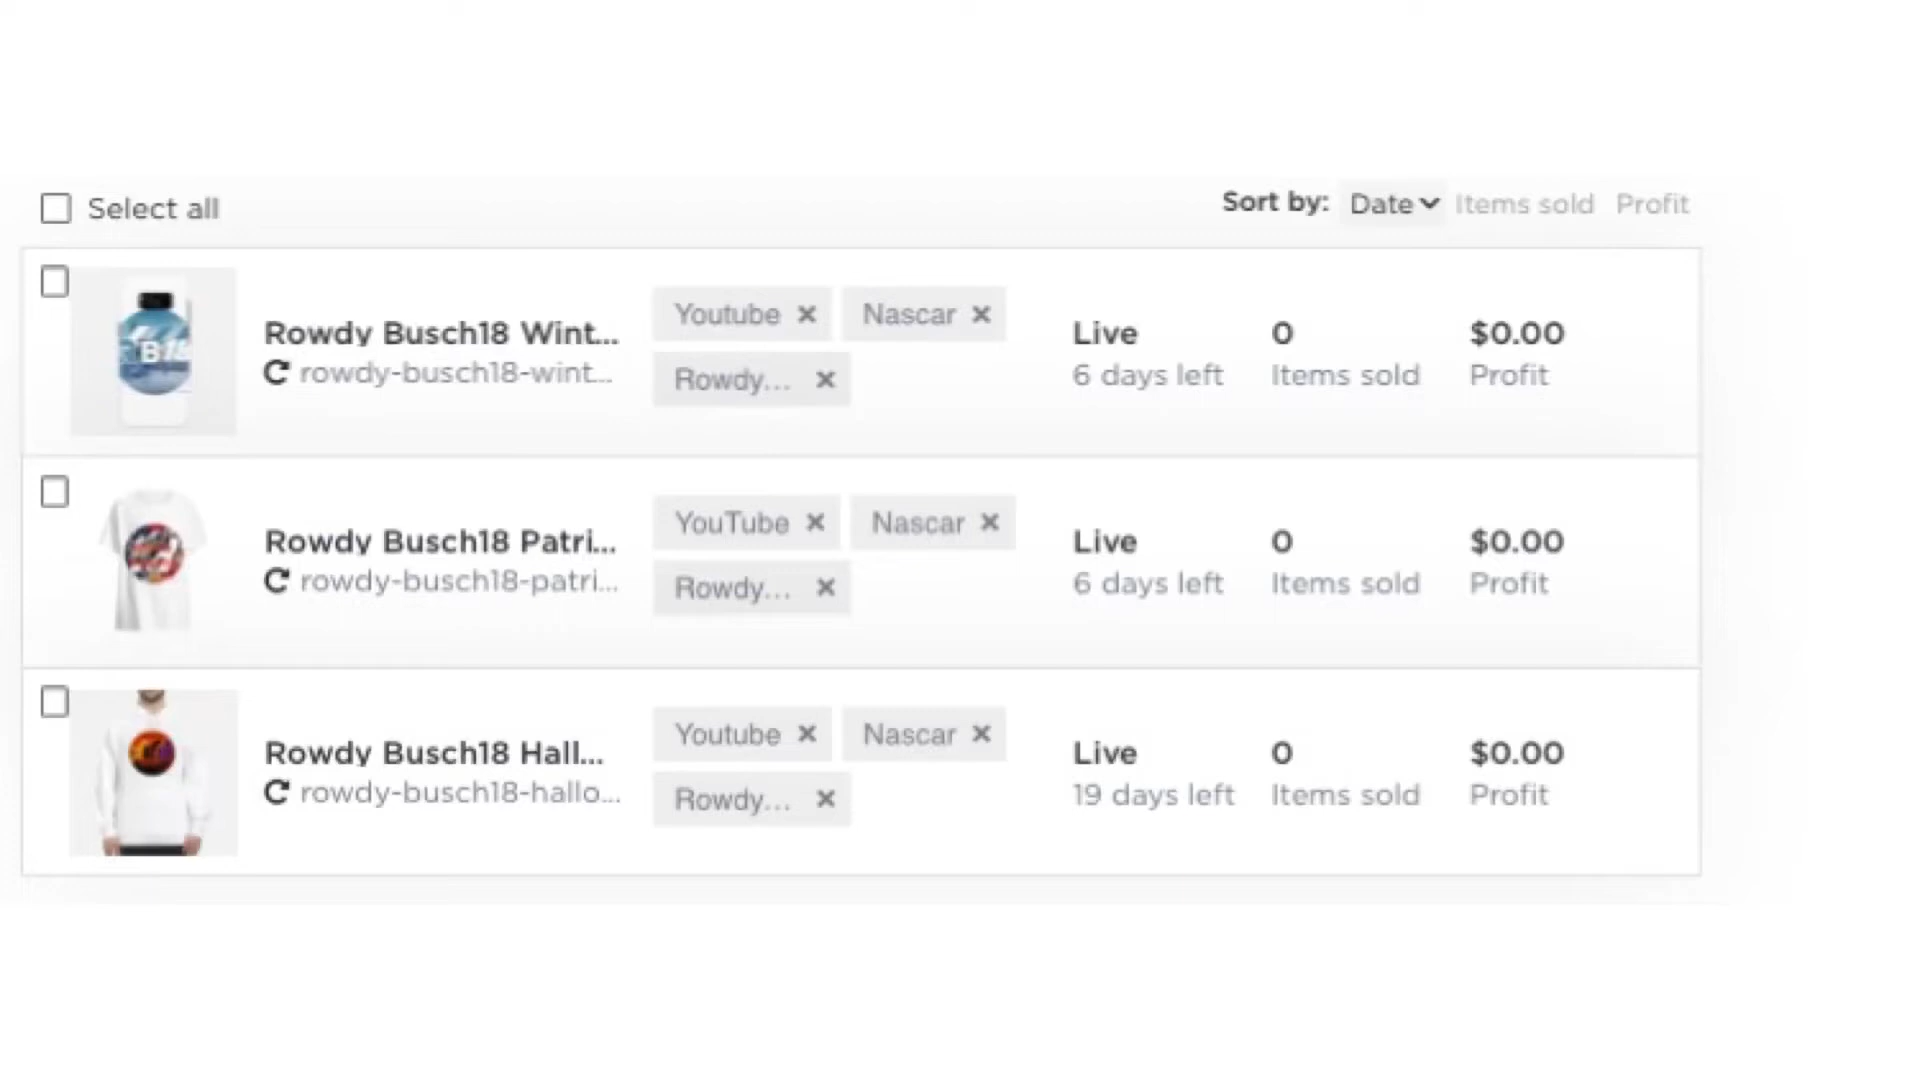 Select all
Sort by: Date Items sold Profit
Rowdy Busch18 Wint...
rowdy-busch18-wint...
Youtube × Nascar ×
Rowdy... ×
Live
6 days left
0
Items sold
$0.00
Profit
Rowdy Busch18 Patri...
rowdy-busch18-patri...
YouTube × Nascar ×
Rowdy... ×
Live
6 days left
0
Items sold
$0.00
Profit
Rowdy Busch18 Hall...
rowdy-busch18-hallo...
Youtube × Nascar ×
Rowdy... ×
Live
19 days left
0
Items sold
$0.00
Profit